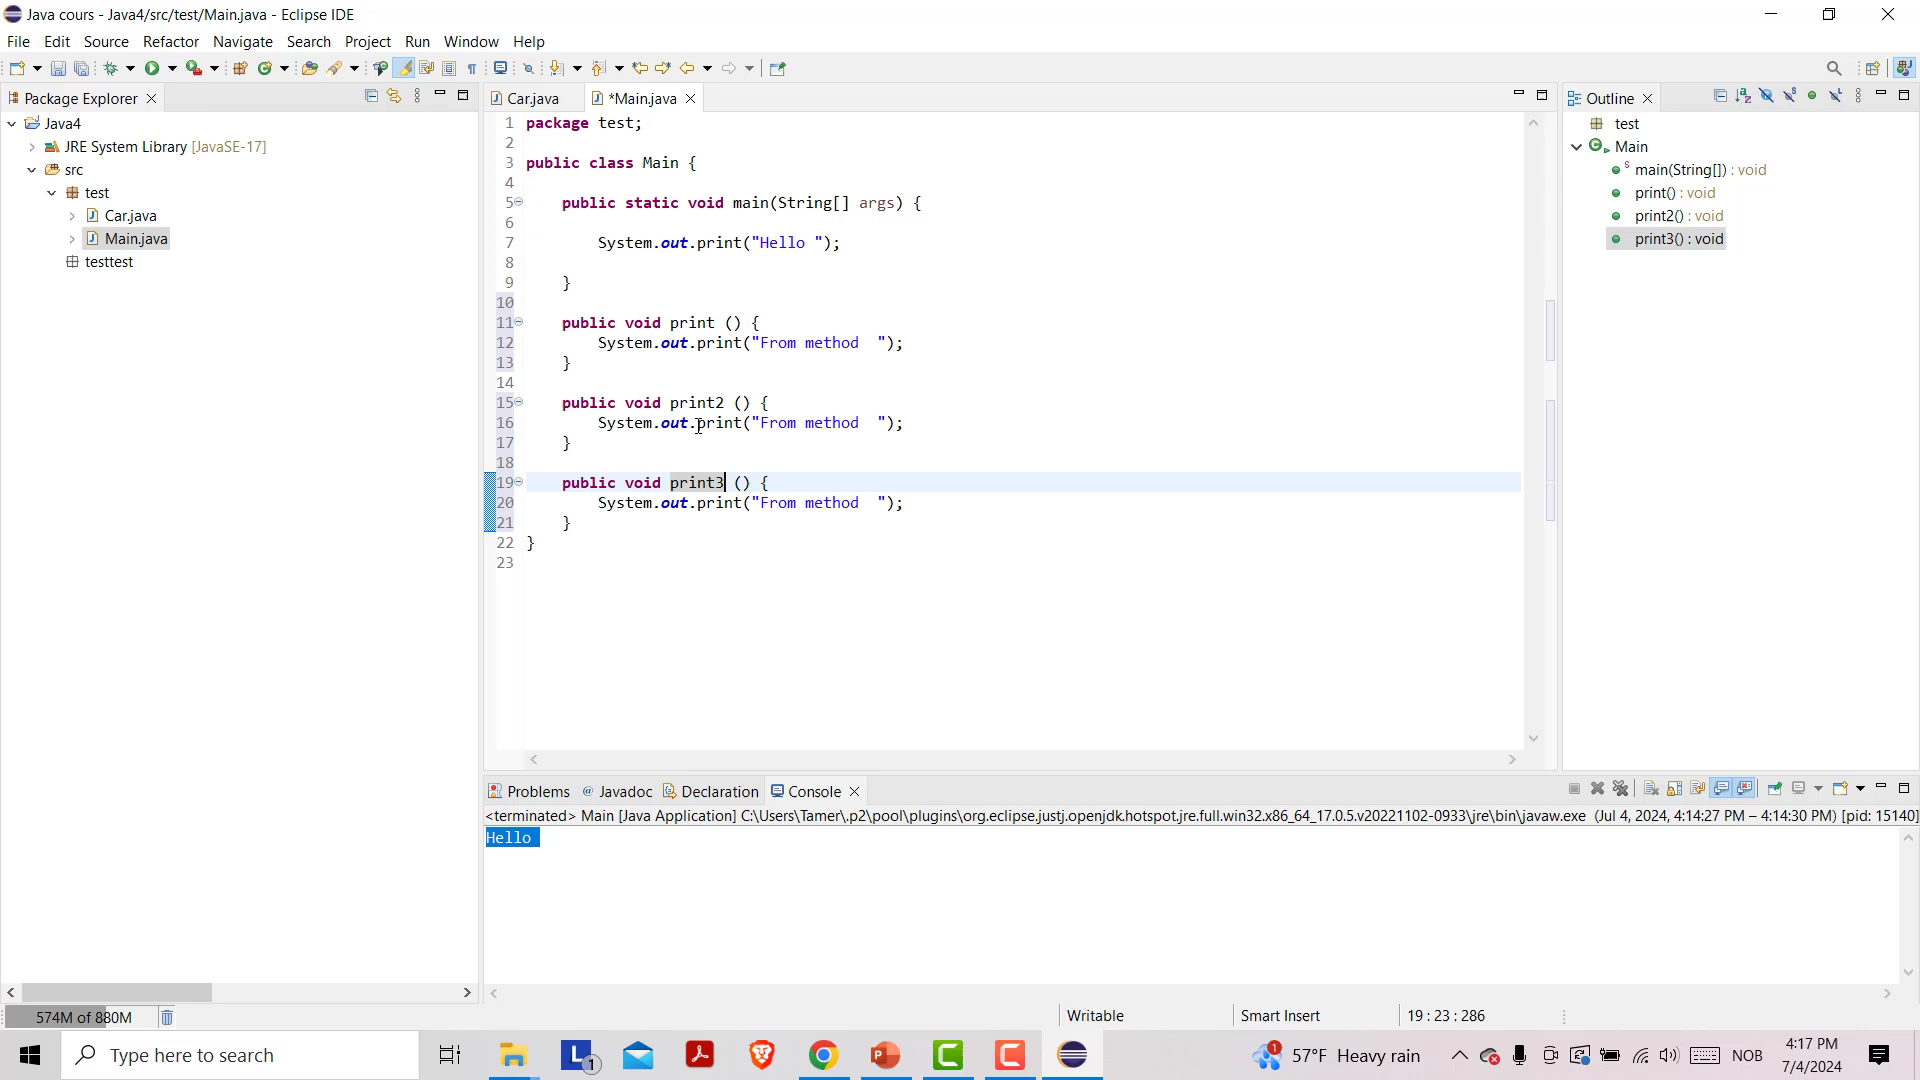 Java cours - Java4/src/test/Main.java - Eclipse IDE
File Edit Source Refactor Navigate Search Project Run Window Help
Package Explorer
Java4
JRE System Library [JavaSE-17]
src
test
Car.java
Main.java
testtest
Car.java *Main.java
1 package test;
2
3 public class Main {
4
5 public static void main(String[] args) {
6
7 System.out.print("Hello ");
8
9 }
10
11 public void print () {
12 System.out.print("From method  ");
13 }
14
15 public void print2 () {
16 System.out.print("From method  ");
17 }
18
19 public void print3 () {
20 System.out.print("From method  ");
21 }
22 }
23
Outline
test
Main
main(String[]) : void
print() : void
print2() : void
print3() : void
Problems @ Javadoc Declaration Console
<terminated> Main [Java Application] C:\Users\Tamer\.p2\pool\plugins\org.eclipse.justj.openjdk.hotspot.jre.full.win32.x86_64_17.0.5.v20221102-0933\jre\bin\javaw.exe (Jul 4, 2024, 4:14:27 PM – 4:14:30 PM) [pid: 15140]
Hello
574M of 880M Writable Smart Insert 19 : 23 : 286
Type here to search L 1 57°F Heavy rain NOB 4:17 PM
7/4/2024